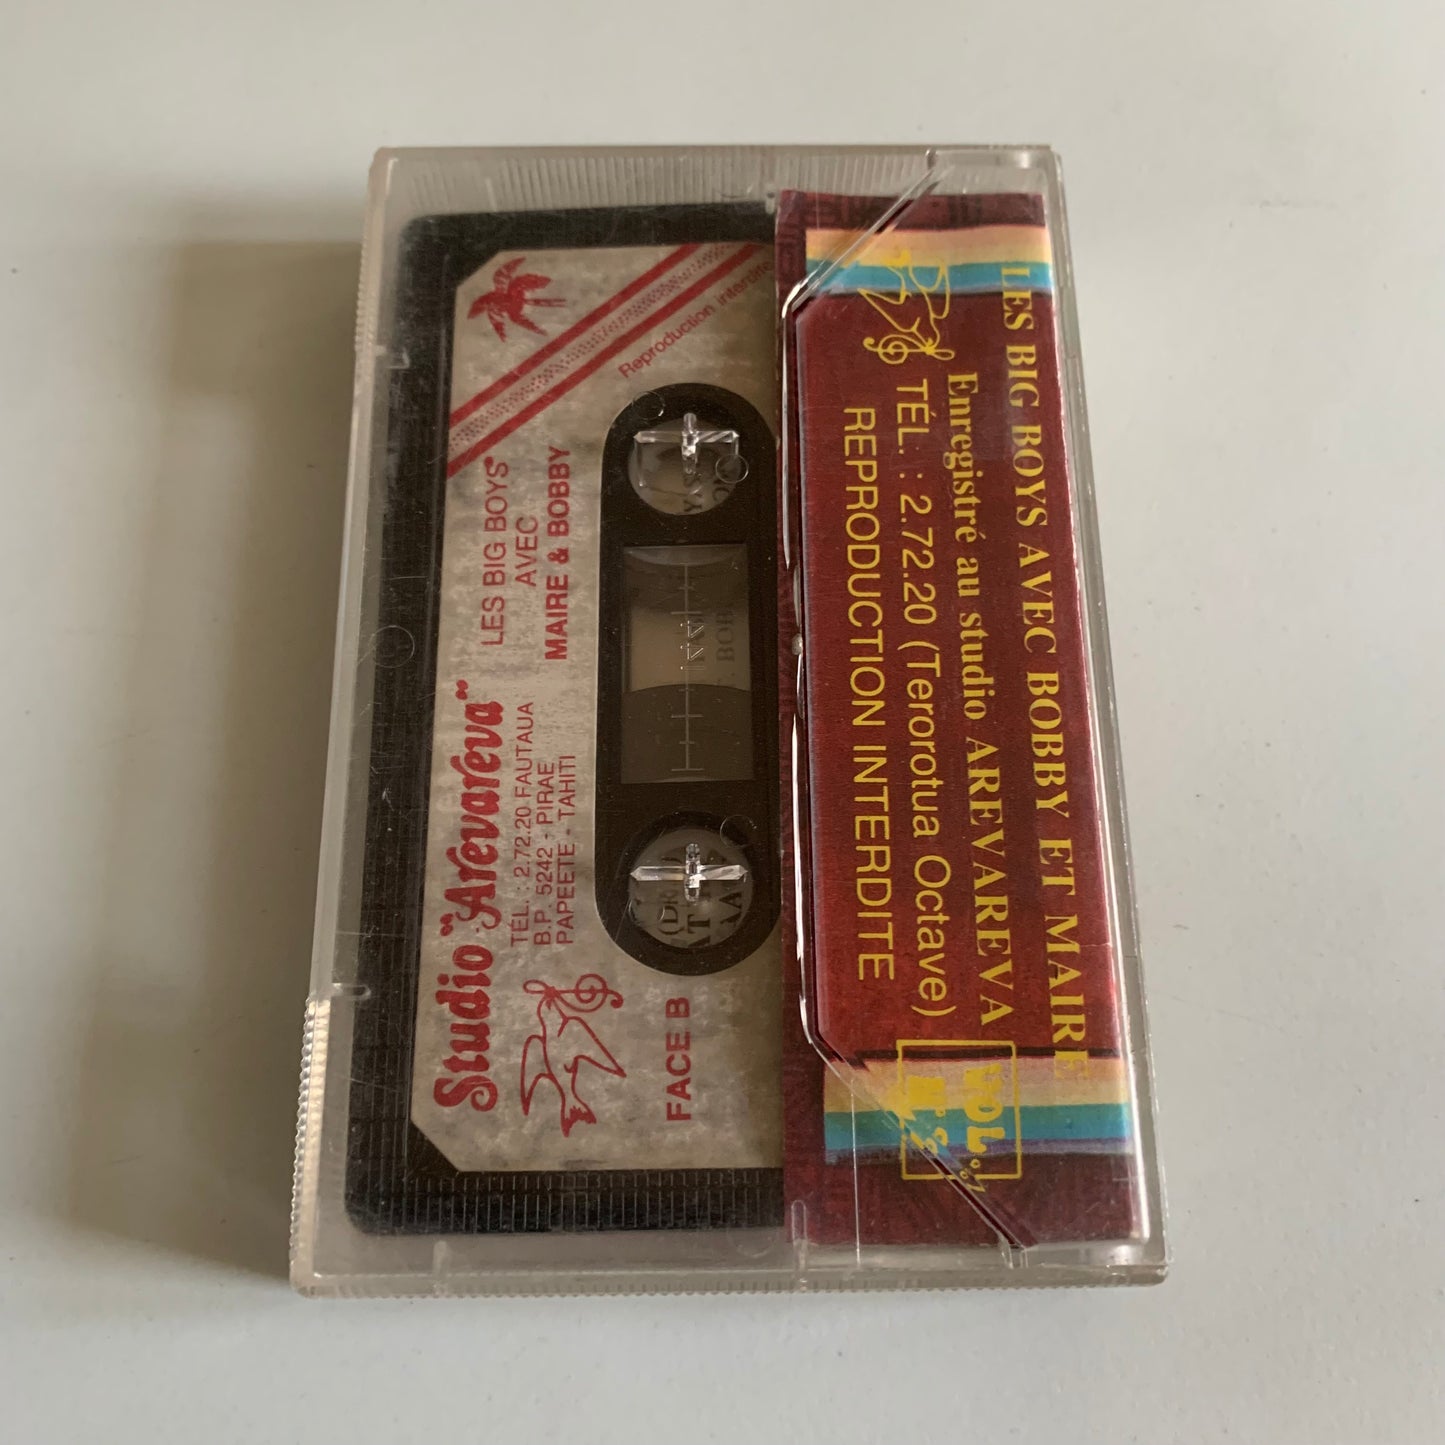 Reproduction interdite
LES BIG BOYS
AVEC
MAIRE & BOBBY
Studio "Arevareva"
TÉL. : 2.72.20 FAUTAUA
B.P. 5242 - PIRAE
PAPEETE - TAHITI
FACE B
LES BIG BOYS AVEC BOBBY ET MAIRE
Enregistré au studio AREVAREVA
TÉL. : 2.72.20 (Terorotua Octave)
REPRODUCTION INTERDITE
VOL.